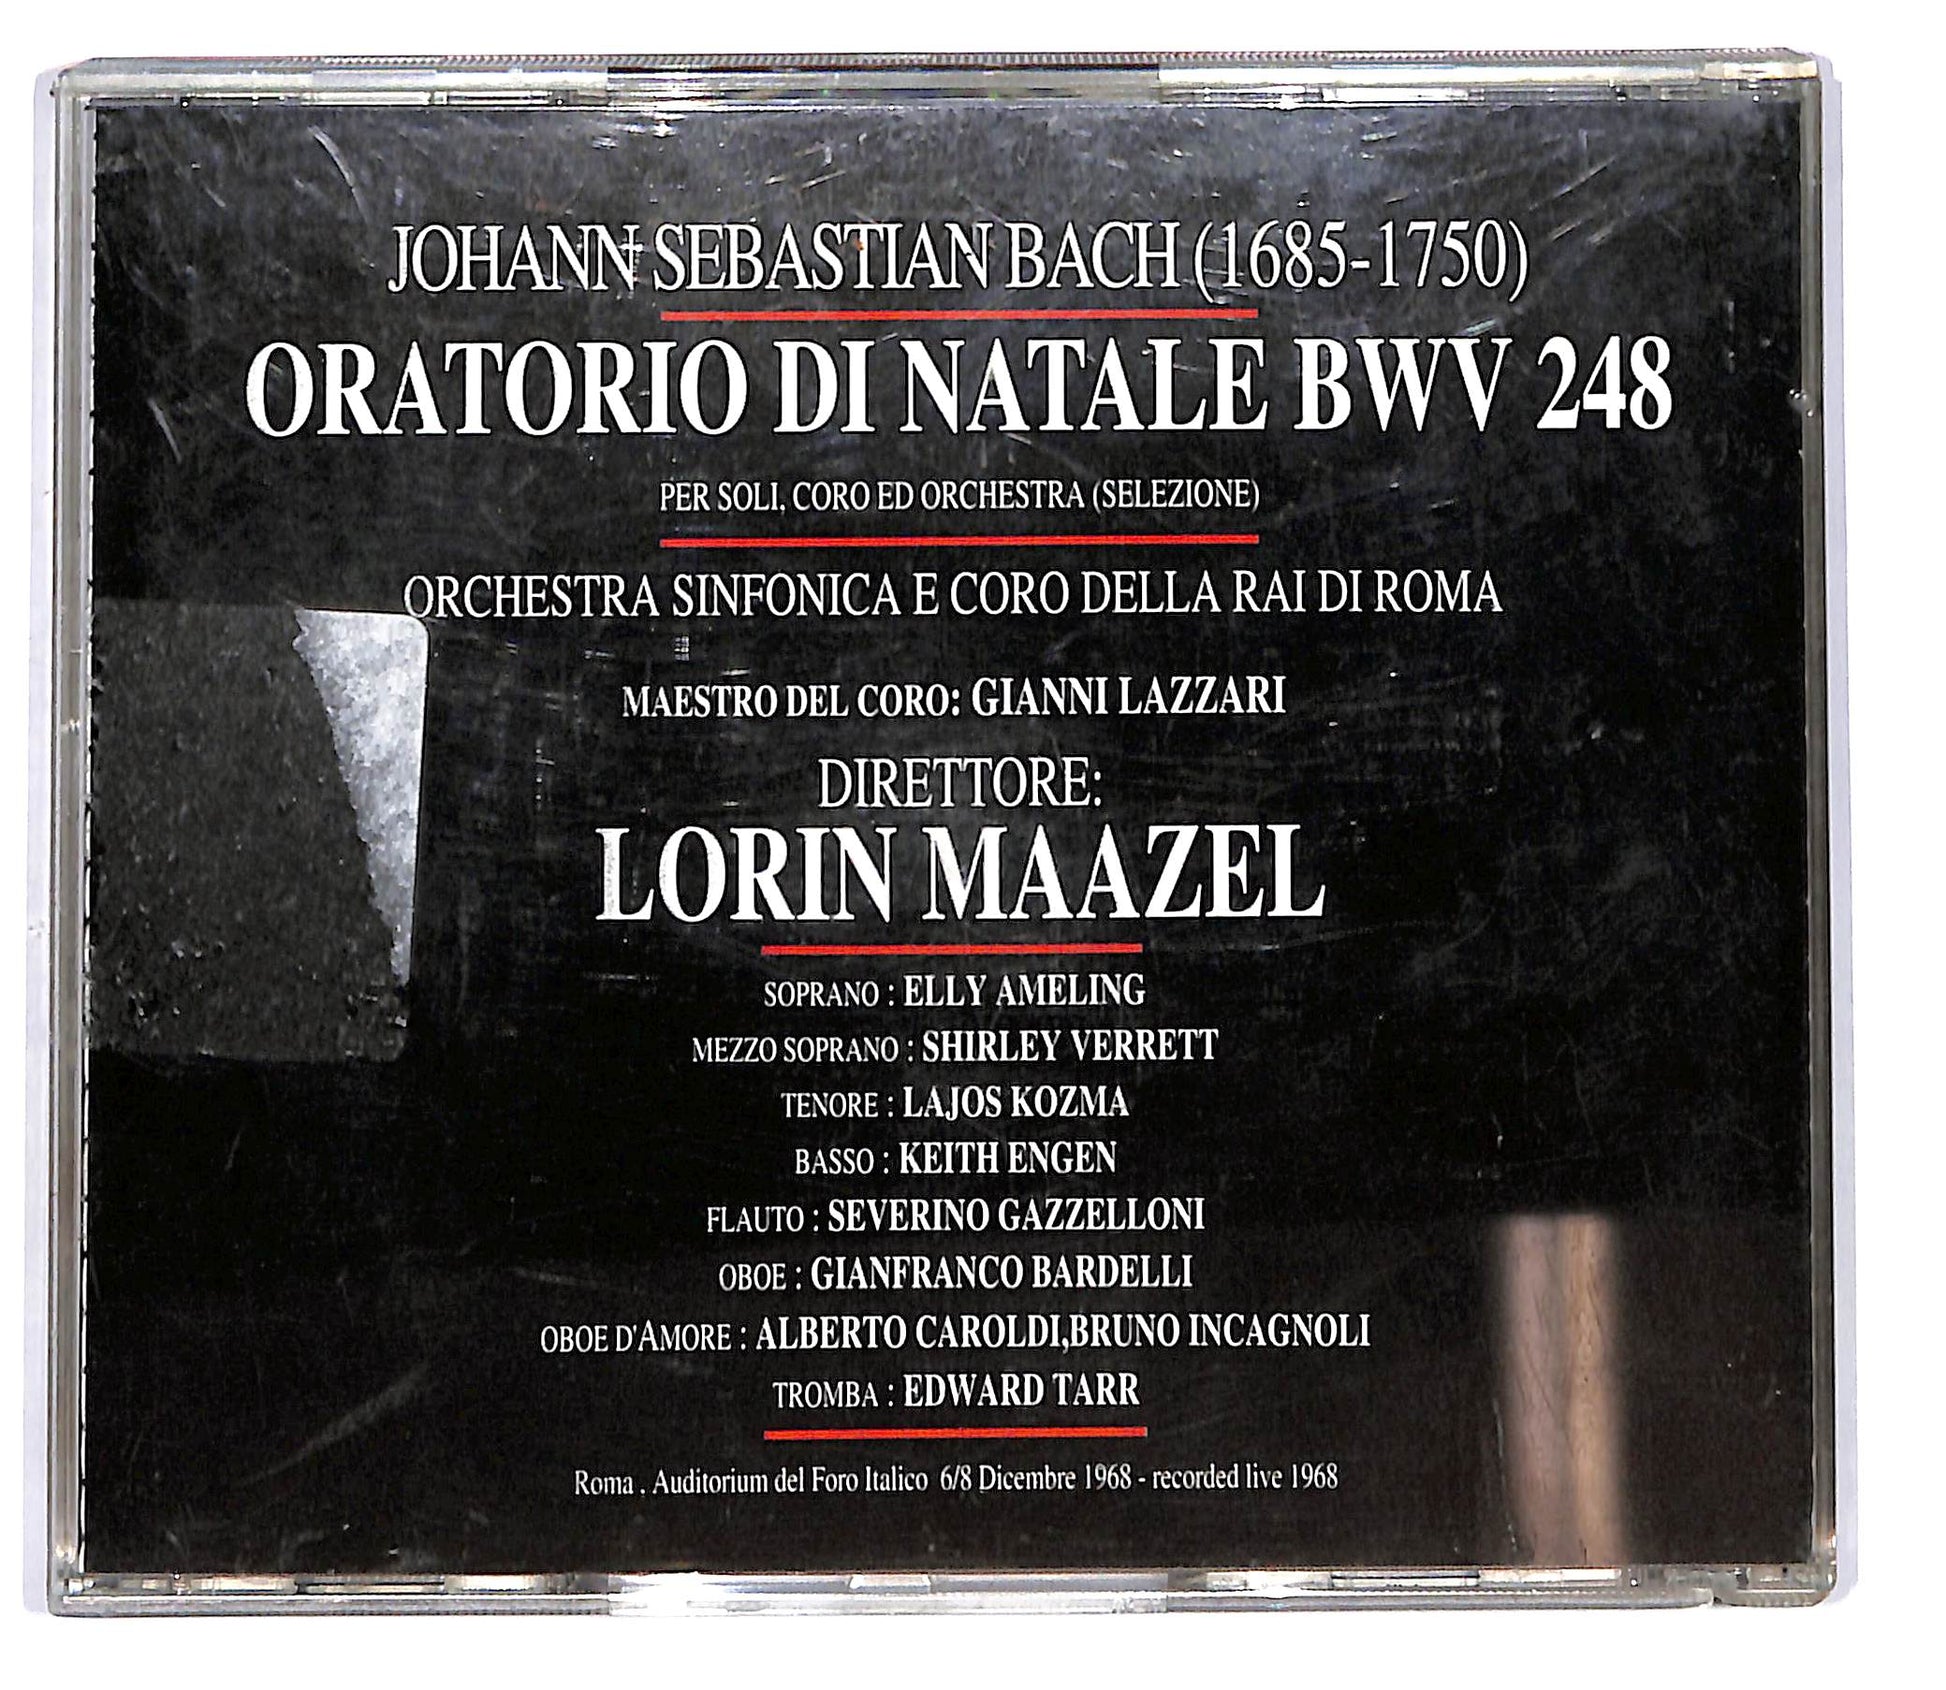 JOHANN SEBASTIAN BACH (1685-1750)
ORATORIO DI NATALE BWV 248
PER SOLI, CORO ED ORCHESTRA (SELEZIONE)
ORCHESTRA SINFONICA E CORO DELLA RAI DI ROMA
MAESTRO DEL CORO: GIANNI LAZZARI
DIRETTORE:
LORIN MAAZEL
SOPRANO : ELLY AMELING
MEZZO SOPRANO : SHIRLEY VERRETT
TENORE : LAJOS KOZMA
BASSO : KEITH ENGEN
FLAUTO : SEVERINO GAZZELLONI
OBOE : GIANFRANCO BARDELLI
OBOE D'AMORE : ALBERTO CAROLDI,BRUNO INCAGNOLI
TROMBA : EDWARD TARR
Roma . Auditorium del Foro Italico 6/8 Dicembre 1968 - recorded live 1968